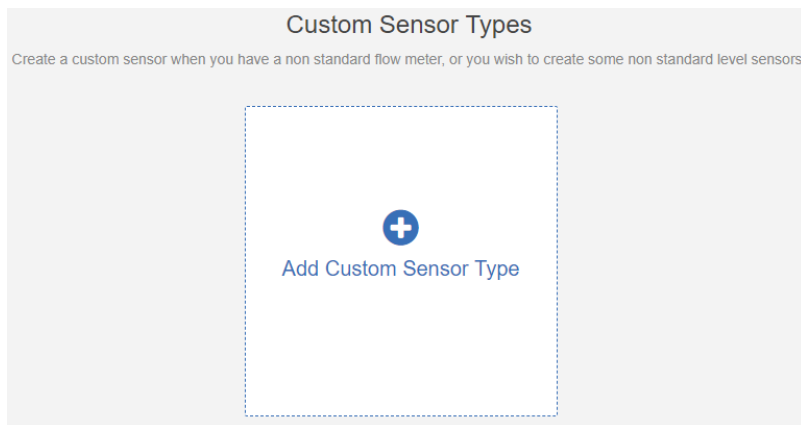 Custom Sensor Types
Create a custom sensor when you have a non standard flow meter, or you wish to create some non standard level sensors
Add Custom Sensor Type